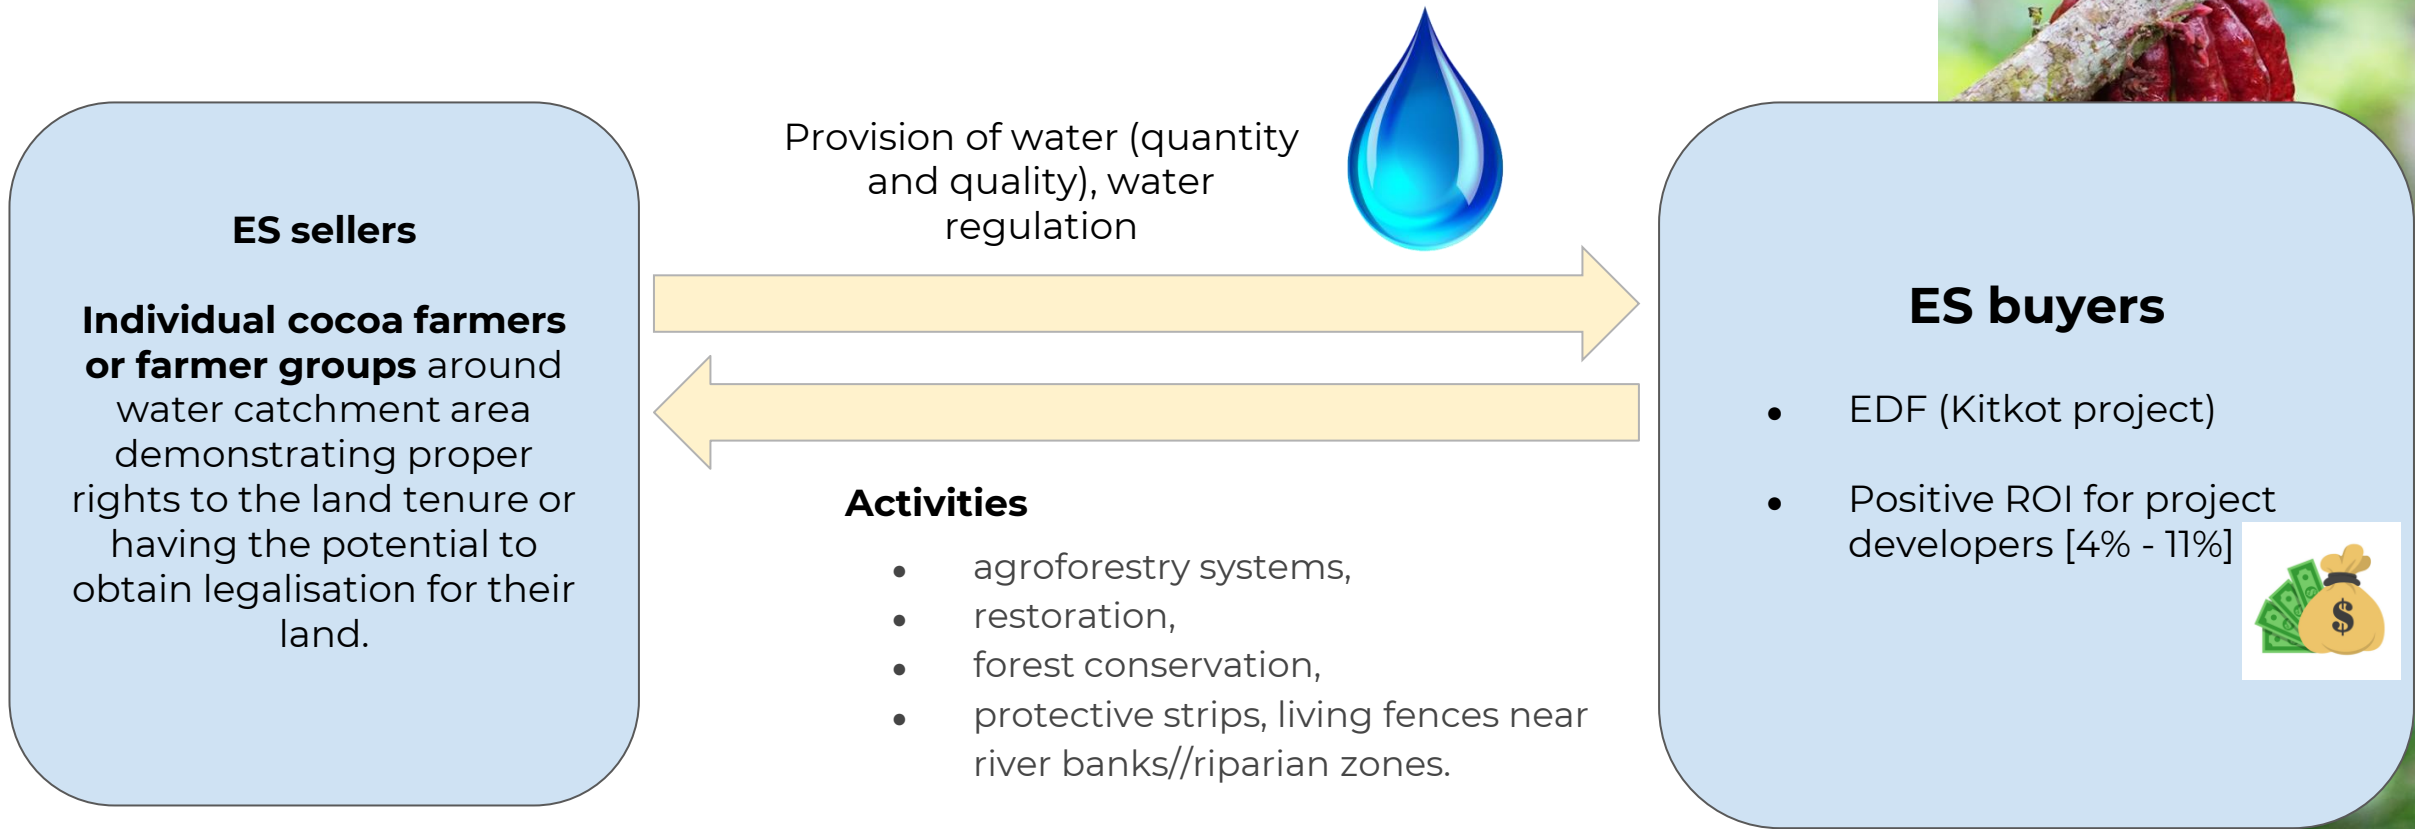 ES sellers
Individual cocoa farmers
or farmer groups around
water catchment area
demonstrating proper
rights to the land tenure or
having the potential to
obtain legalisation for their
land.
Provision of water (quantity
and quality), water
regulation
Activities
● agroforestry systems,
● restoration,
● forest conservation,
● protective strips, living fences near
river banks//riparian zones.
ES buyers
● EDF (Kitkot project)
● Positive ROI for project
developers [4% - 11%]
$